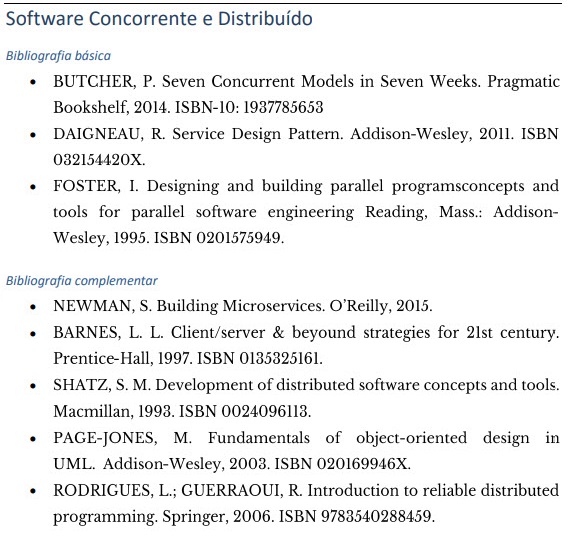 Software Concorrente e Distribuído
Bibliografia básica
• BUTCHER, P. Seven Concurrent Models in Seven Weeks. Pragmatic
Bookshelf, 2014. ISBN-10: 1937785653
• DAIGNEAU, R. Service Design Pattern. Addison-Wesley, 2011. ISBN
032154420X.
• FOSTER, I. Designing and building parallel programsconcepts and
tools for parallel software engineering Reading, Mass.: Addison-
Wesley, 1995. ISBN 0201575949.
Bibliografia complementar
• NEWMAN, S. Building Microservices. O’Reilly, 2015.
• BARNES, L. L. Client/server & beyound strategies for 21st century.
Prentice-Hall, 1997. ISBN 0135325161.
• SHATZ, S. M. Development of distributed software concepts and tools.
Macmillan, 1993. ISBN 0024096113.
• PAGE-JONES, M. Fundamentals of object-oriented design in
UML. Addison-Wesley, 2003. ISBN 020169946X.
• RODRIGUES, L.; GUERRAOUI, R. Introduction to reliable distributed
programming. Springer, 2006. ISBN 9783540288459.